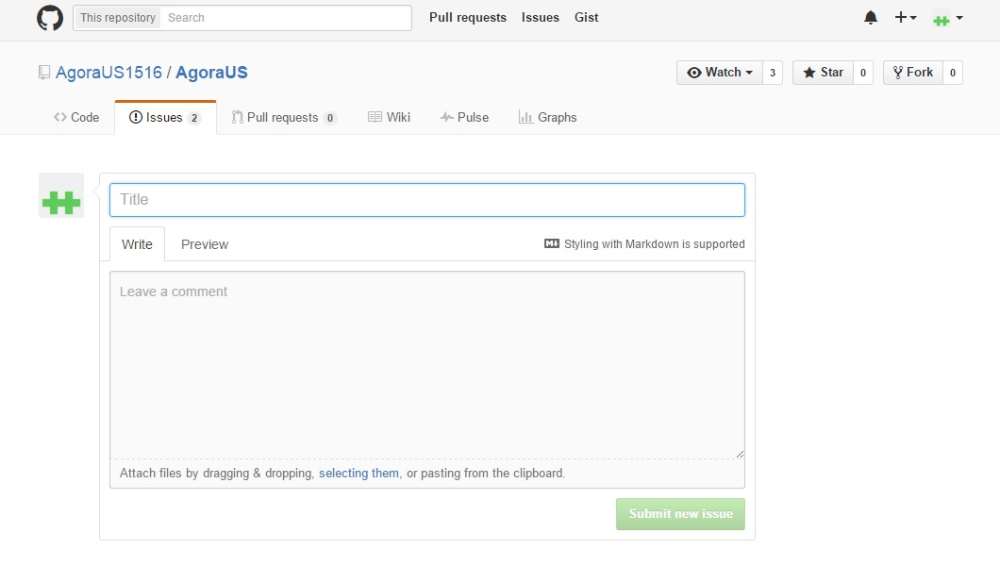 This repository Search Pull requests Issues Gist
AgoraUS1516 / AgoraUS Watch 3 Star 0 Fork 0
Code Issues 2 Pull requests 0 Wiki Pulse Graphs
Title
Write Preview Styling with Markdown is supported
Leave a comment
Attach files by dragging & dropping, selecting them, or pasting from the clipboard.
Submit new issue